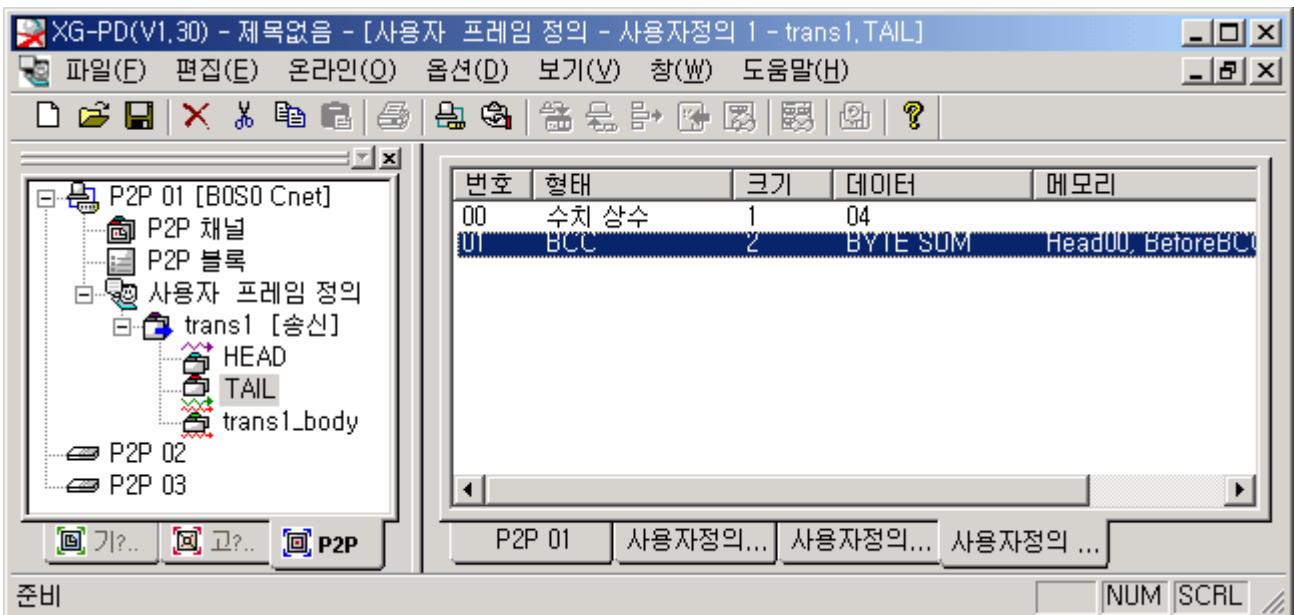 XG-PD(V1,30) - 제목없음 - [사용자 프레임 정의 - 사용자정의 1 - trans1,TAIL]
파일(F) 편집(E) 온라인(O) 옵션(D) 보기(V) 창(W) 도움말(H)
P2P 01 [B0S0 Cnet]
P2P 채널
P2P 블록
사용자 프레임 정의
trans1 [송신]
HEAD
TAIL
trans1_body
P2P 02
P2P 03
기?.. 고?.. P2P
번호 형태 크기 데이터 메모리
00 수치 상수 1 04
01 BCC 2 BYTE SUM Head00, BeforeBC
P2P 01 사용자정의... 사용자정의... 사용자정의 ...
준비 NUM SCRL